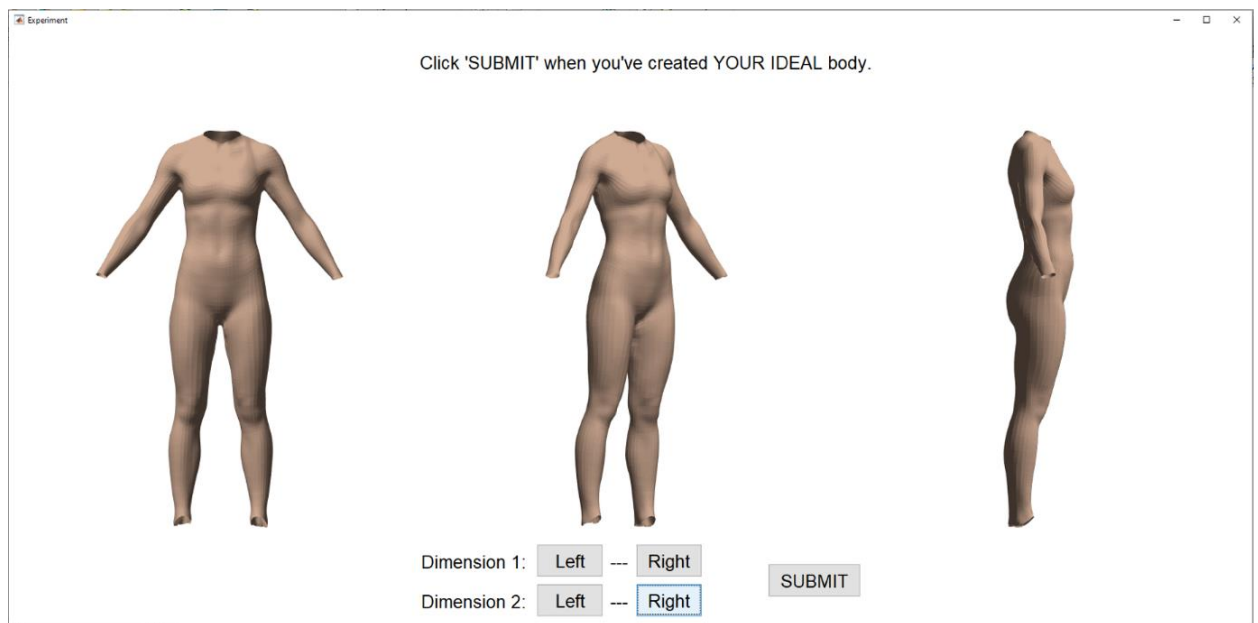 Experiment
Click 'SUBMIT' when you've created YOUR IDEAL body.
Dimension 1: Left --- Right
SUBMIT
Dimension 2: Left --- Right